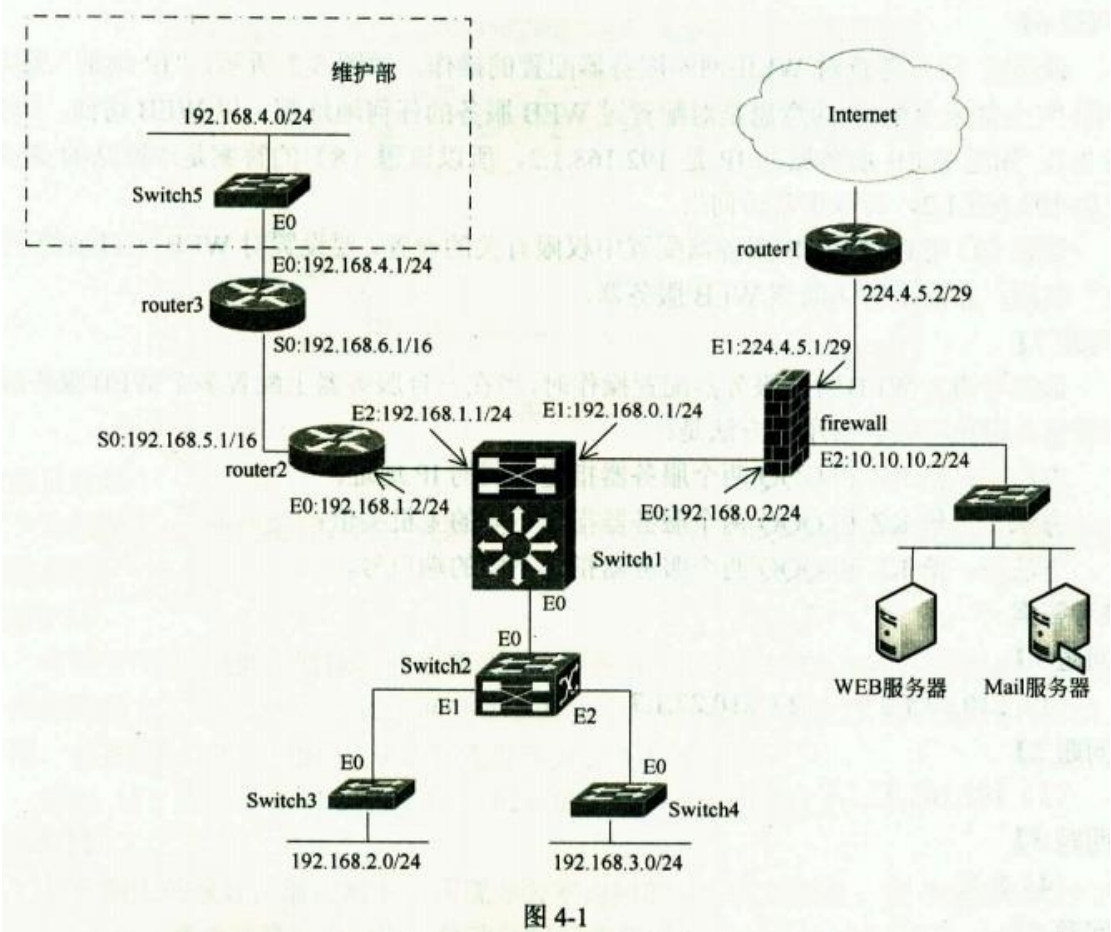 维护部
192.168.4.0/24
Switch5
E0
E0:192.168.4.1/24
router3
S0:192.168.6.1/16
E2:192.168.1.1/24
E1:192.168.0.1/24
S0:192.168.5.1/16
router2
E0:192.168.1.2/24
Internet
router1
224.4.5.2/29
E1:224.4.5.1/29
firewall
E2:10.10.10.2/24
E0:192.168.0.2/24
Switch1
E0
E0
Switch2
E1
E2
WEB服务器
Mail服务器
E0
Switch3
E0
Switch4
192.168.2.0/24
192.168.3.0/24
图 4-1